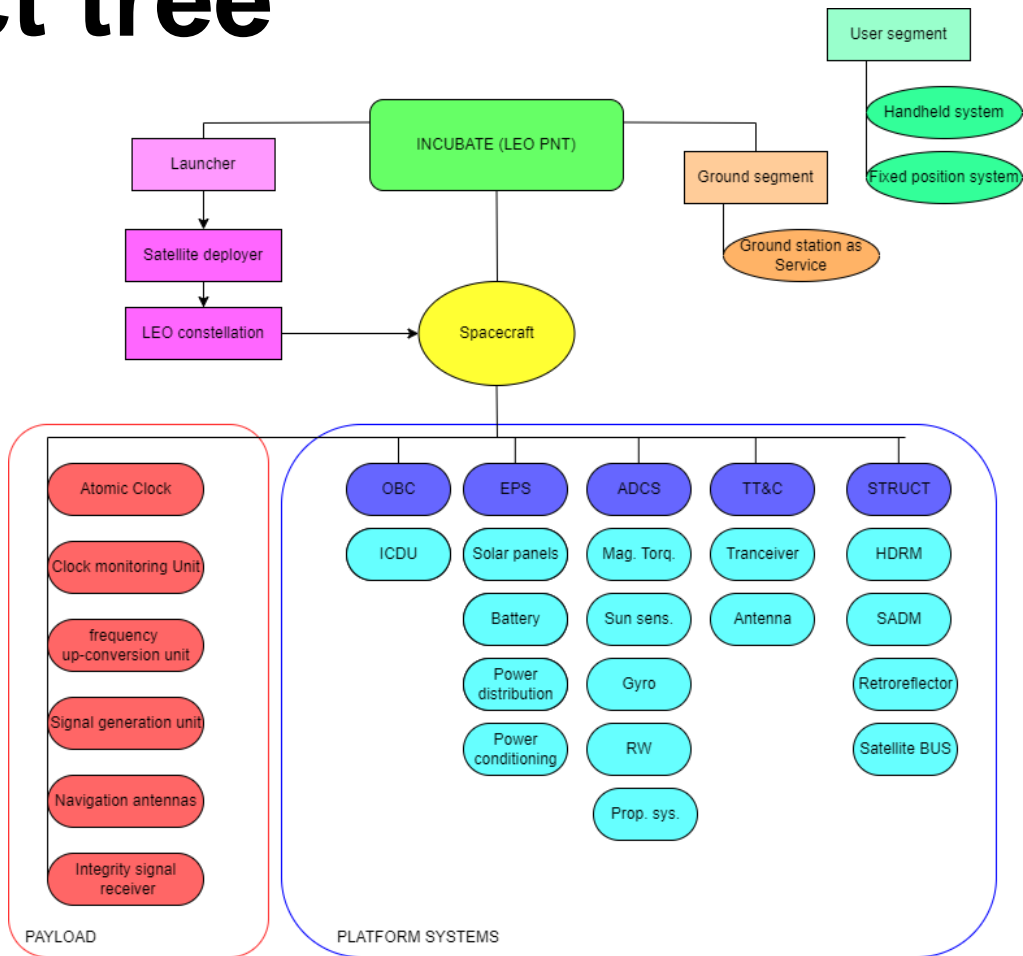 ct tree
User segment
Handheld system
Fixed position system
INCUBATE (LEO PNT)
Launcher
Ground segment
Satellite deployer
Ground station as
Service
LEO constellation
Spacecraft
Atomic Clock
Clock monitoring Unit
frequency
up-conversion unit
Signal generation unit
Navigation antennas
Integrity signal
receiver
PAYLOAD
OBC
ICDU
EPS
Solar panels
Battery
Power
distribution
Power
conditioning
ADCS
Mag. Torq.
Sun sens.
Gyro
RW
Prop. sys.
TT&C
Tranceiver
Antenna
STRUCT
HDRM
SADM
Retroreflector
Satellite BUS
PLATFORM SYSTEMS